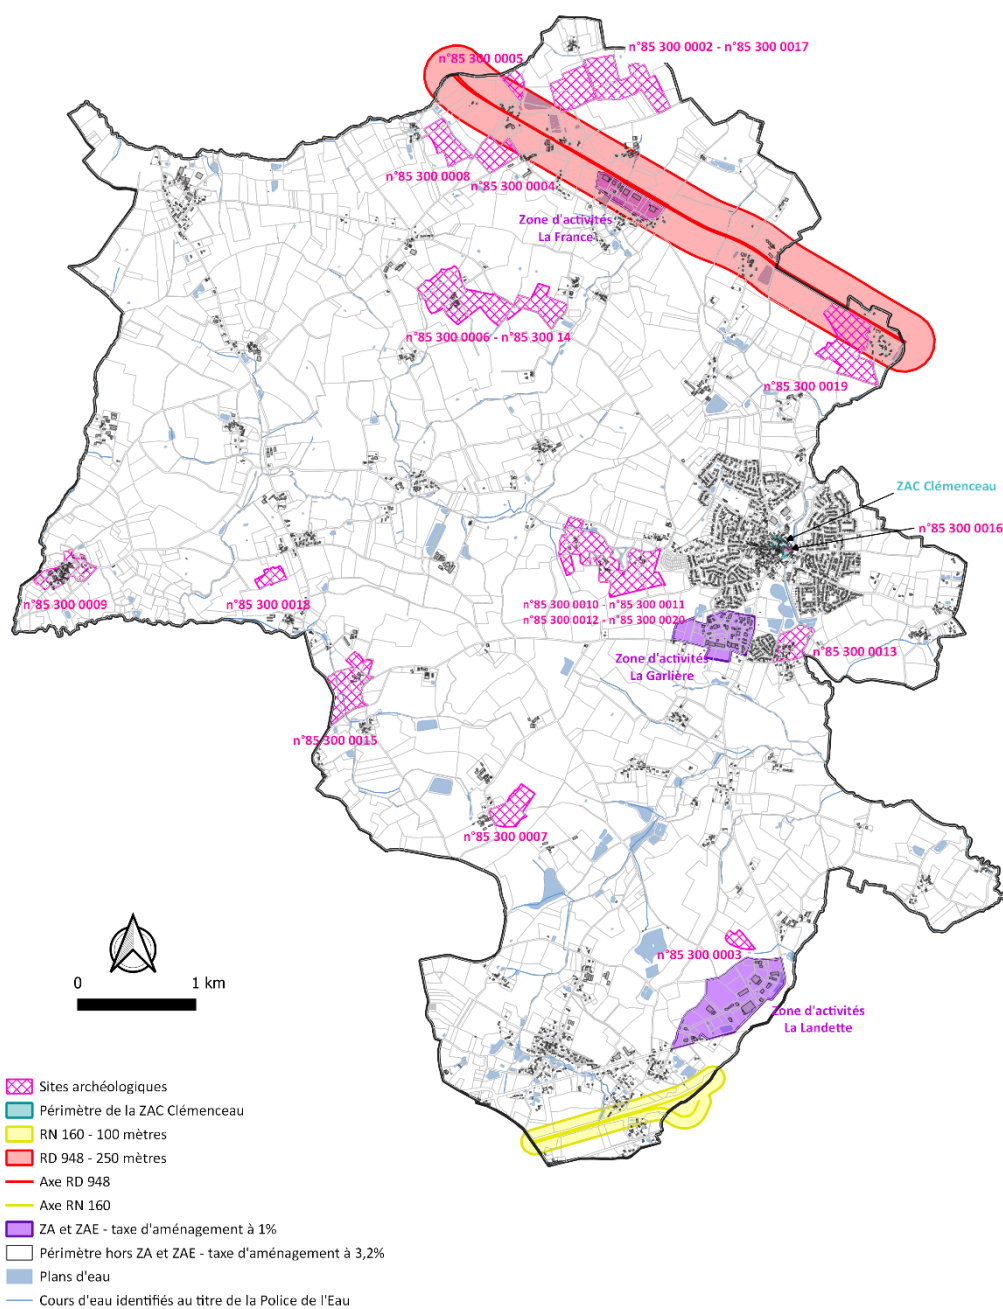 n°85 300 0002 - n°85 300 0017
n°85 300 0005
n°85 300 0008
n°85 300 0004
Zone d'activités
La France
n°85 300 0006 - n°85 300 14
n°85 300 0019
ZAC Clémenceau
n°85 300 0016
n°85 300 0009
n°85 300 0018
n°85 300 0010 - n°85 300 0011
n°85 300 0012 - n°85 300 0020
n°85 300 0013
Zone d'activités
La Garlière
n°85 300 0015
n°85 300 0007
n°85 300 0003
Zone d'activités
La Landette
0 1 km
Sites archéologiques
Périmètre de la ZAC Clémenceau
RN 160 - 100 mètres
RD 948 - 250 mètres
Axe RD 948
Axe RN 160
ZA et ZAE - taxe d'aménagement à 1%
Périmètre hors ZA et ZAE - taxe d'aménagement à 3,2%
Plans d'eau
Cours d'eau identifiés au titre de la Police de l'Eau